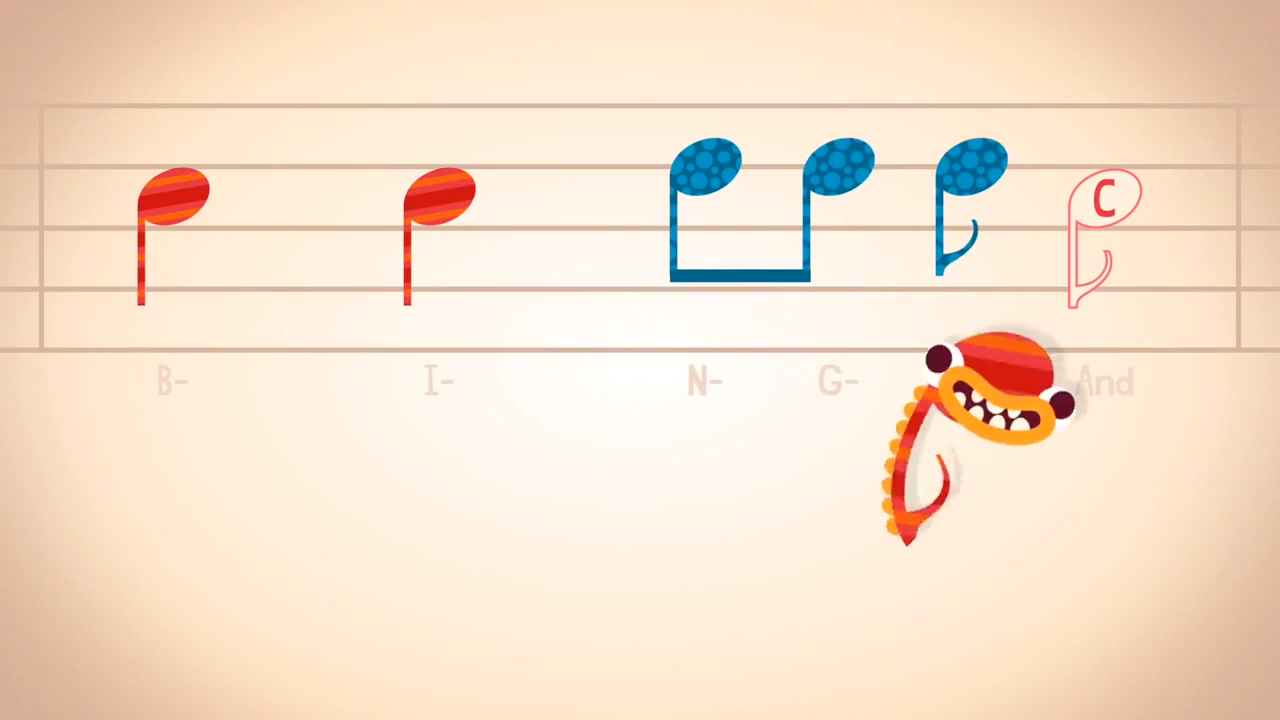 C
B- I- N- G- And